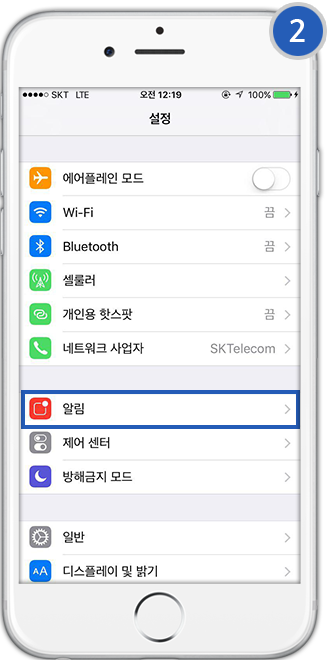 2
SKT LTE 오전 12:19 100%
설정
에어플레인 모드
Wi-Fi 끔
Bluetooth 끔
셀룰러
개인용 핫스팟 끔
네트워크 사업자 SKTelecom
알림
제어 센터
방해금지 모드
일반
AA 디스플레이 및 밝기